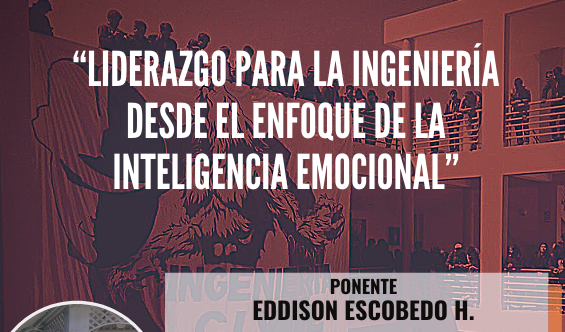 “LIDERAZGO PARA LA INGENIERÍA
DESDE EL ENFOQUE DE LA
INTELIGENCIA EMOCIONAL”
PONENTE
EDDISON ESCOBEDO H.